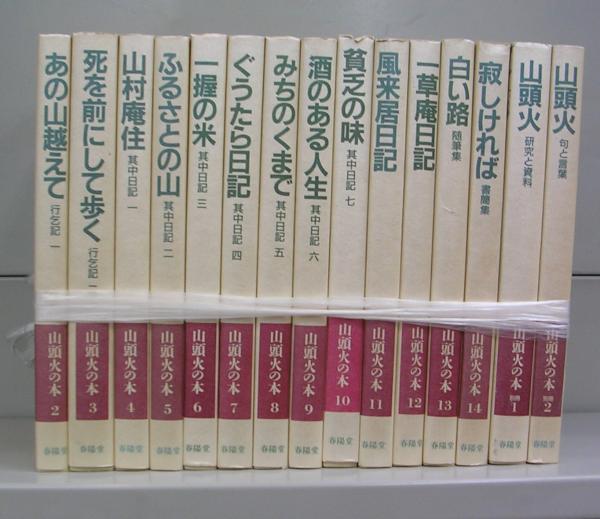 あの山越えて
行乞記 一
山頭火の本
2
春陽堂
死を前にして歩く
行乞記 二
山頭火の本
3
春陽堂
山村庵住
其中日記 一
山頭火の本
4
春陽堂
ふるさとの山
其中日記 二
山頭火の本
5
春陽堂
一握の米
其中日記 三
山頭火の本
6
春陽堂
ぐうたら日記
其中日記 四
山頭火の本
7
春陽堂
みちのくまで
其中日記 五
山頭火の本
8
春陽堂
酒のある人生
其中日記 六
山頭火の本
9
春陽堂
貧乏の味
其中日記 七
山頭火の本
10
春陽堂
風来居日記
山頭火の本
11
春陽堂
一草庵日記
山頭火の本
12
春陽堂
白い路
随筆集
山頭火の本
13
春陽堂
寂しければ
書簡集
山頭火の本
14
春陽堂
山頭火
研究と資料
山頭火の本
別冊
1
春陽堂
山頭火
句と言葉
山頭火の本
別冊
2
春陽堂